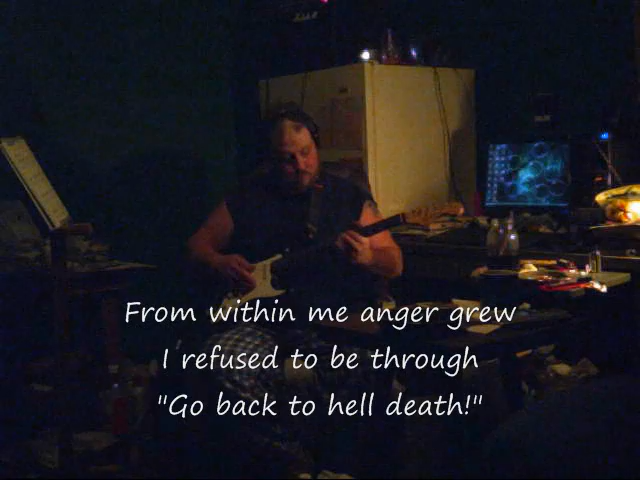 From within me anger grew
I refused to be through
"Go back to hell death!"